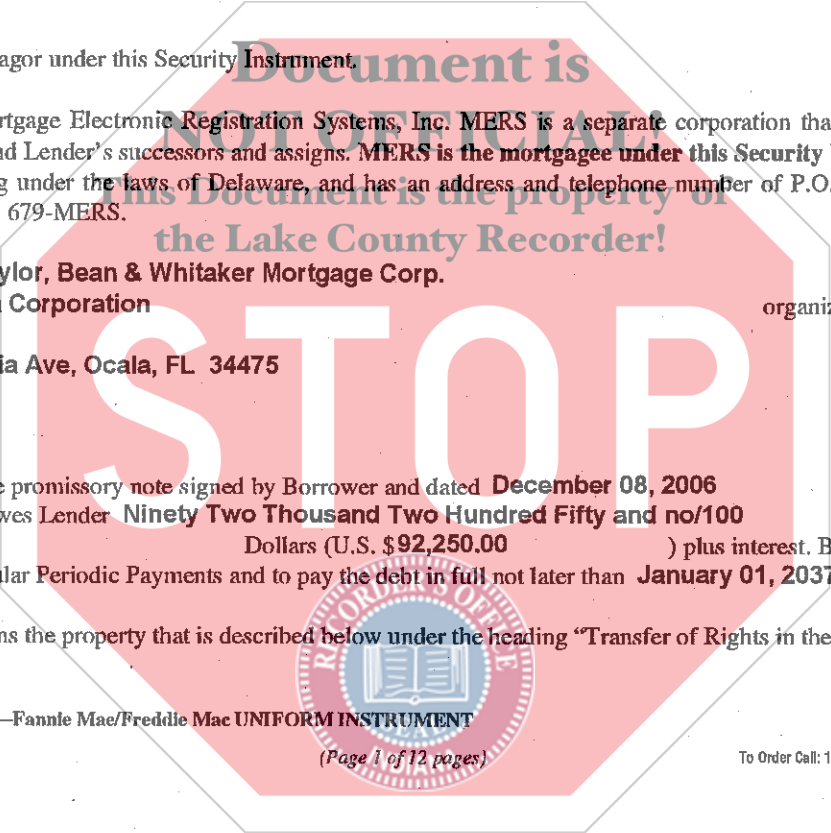 Document is
agor under this Security Instrument.
NOT OFFICIAL!
rtgage Electronic Registration Systems, Inc. MERS is a separate corporation tha
nd Lender's successors and assigns. MERS is the mortgagee under this Security
This Document is the property of
g under the laws of Delaware, and has an address and telephone number of P.O.
679-MERS.
the Lake County Recorder!
ylor, Bean & Whitaker Mortgage Corp.
Corporation
organiz
STOP
ia Ave, Ocala, FL 34475
e promissory note signed by Borrower and dated December 08, 2006
wes Lender Ninety Two Thousand Two Hundred Fifty and no/100
Dollars (U.S. $92,250.00 ) plus interest. B
ular Periodic Payments and to pay the debt in full not later than January 01, 2037
ns the property that is described below under the heading “Transfer of Rights in the
RECORDER'S OFFICE
SEAL
INDIANA
—Fannie Mae/Freddie Mac UNIFORM INSTRUMENT
(Page 1 of 12 pages)
To Order Call: 1